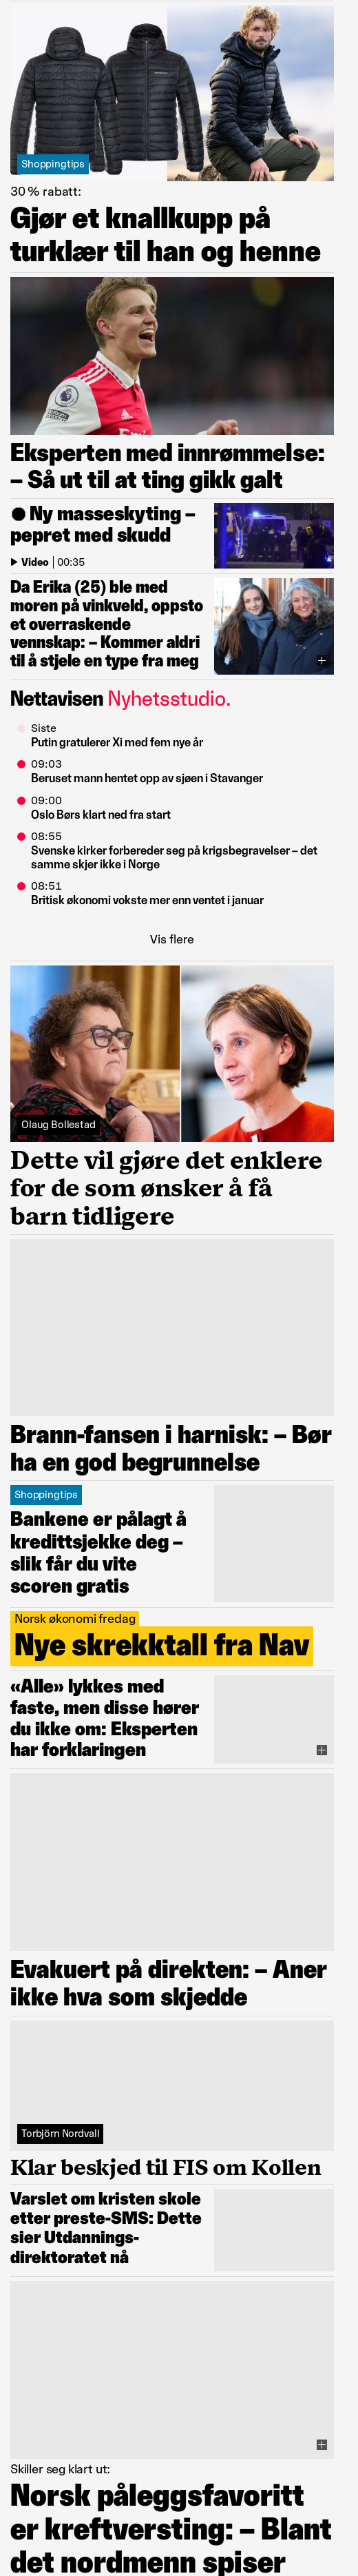 Shoppingtips
30 % rabatt:
Gjør et knallkupp på
turklær til han og henne
Eksperten med innrømmelse:
– Så ut til at ting gikk galt
Ny masseskyting –
pepret med skudd
Video | 00:35
Da Erika (25) ble med
moren på vinkveld, oppsto
et overraskende
vennskap: – Kommer aldri
til å stjele en type fra meg
Nettavisen Nyhetsstudio.
Siste
Putin gratulerer Xi med fem nye år
09:03
Beruset mann hentet opp av sjøen i Stavanger
09:00
Oslo Børs klart ned fra start
08:55
Svenske kirker forbereder seg på krigsbegravelser – det
samme skjer ikke i Norge
08:51
Britisk økonomi vokste mer enn ventet i januar
Vis flere
Olaug Bollestad
Dette vil gjøre det enklere
for de som ønsker å få
barn tidligere
Brann-fansen i harnisk: – Bør
ha en god begrunnelse
Shoppingtips
Bankene er pålagt å
kredittsjekke deg –
slik får du vite
scoren gratis
Norsk økonomi fredag
Nye skrekktall fra Nav
«Alle» lykkes med
faste, men disse hører
du ikke om: Eksperten
har forklaringen
Evakuert på direkten: – Aner
ikke hva som skjedde
Torbjörn Nordvall
Klar beskjed til FIS om Kollen
Varslet om kristen skole
etter preste-SMS: Dette
sier Utdannings-
direktoratet nå
Skiller seg klart ut:
Norsk påleggsfavoritt
er kreftversting: – Blant
det nordmenn spiser